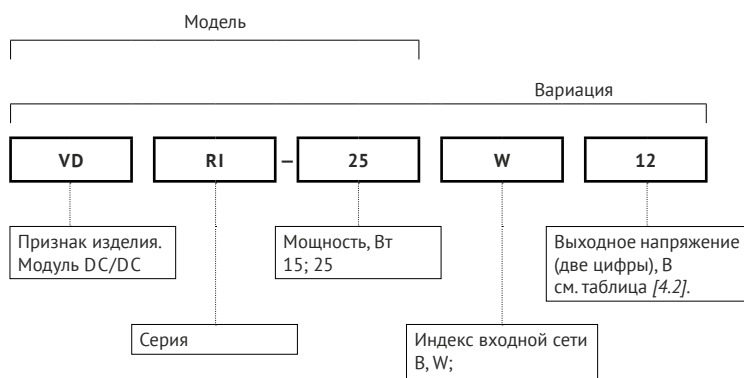 Модель
Вариация
VD RI – 25 W 12
Признак изделия.
Модуль DC/DC
Мощность, Вт
15; 25
Выходное напряжение
(две цифры), В
см. таблица [4.2].
Серия
Индекс входной сети
B, W;